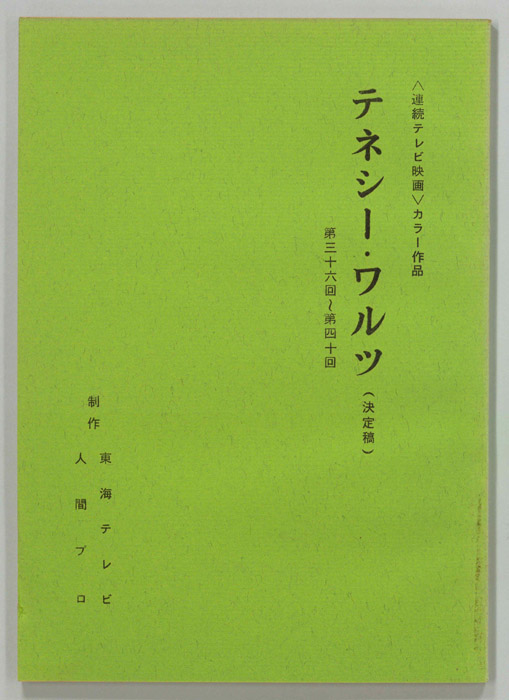 〈連続テレビ映画〉カラー作品
テネシー・ワルツ(決定稿)
第三十六回〜第四十回
制作
東海テレビ
人間プロ